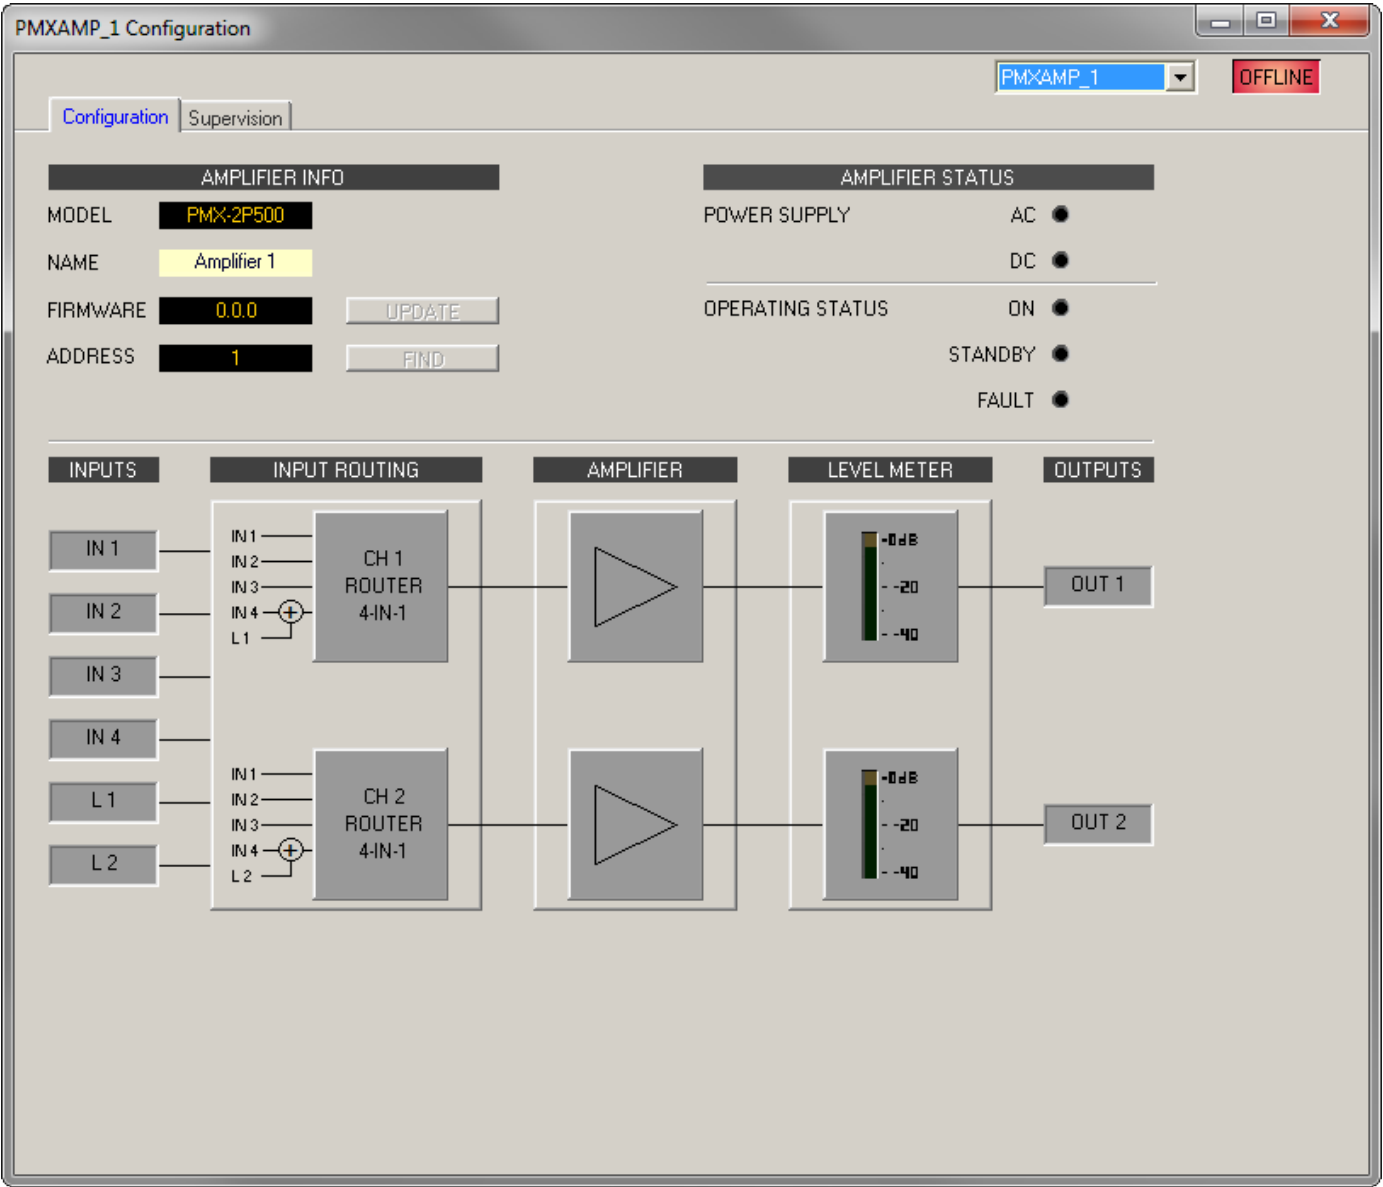 PMXAMP_1 Configuration
PMXAMP_1
OFFLINE
Configuration
Supervision
AMPLIFIER INFO
MODEL PMX-2P500
NAME Amplifier 1
FIRMWARE 0.0.0 UPDATE
ADDRESS 1 FIND
AMPLIFIER STATUS
POWER SUPPLY AC
DC
OPERATING STATUS ON
STANDBY
FAULT
INPUTS
INPUT ROUTING
AMPLIFIER
LEVEL METER
OUTPUTS
IN 1
IN 2
IN 3
IN 4
L 1
L 2
IN 1
IN 2
IN 3
IN 4
L 1
CH 1
ROUTER
4-IN-1
-0dB
-20
-40
OUT 1
IN 1
IN 2
IN 3
IN 4
L 2
CH 2
ROUTER
4-IN-1
-0dB
-20
-40
OUT 2